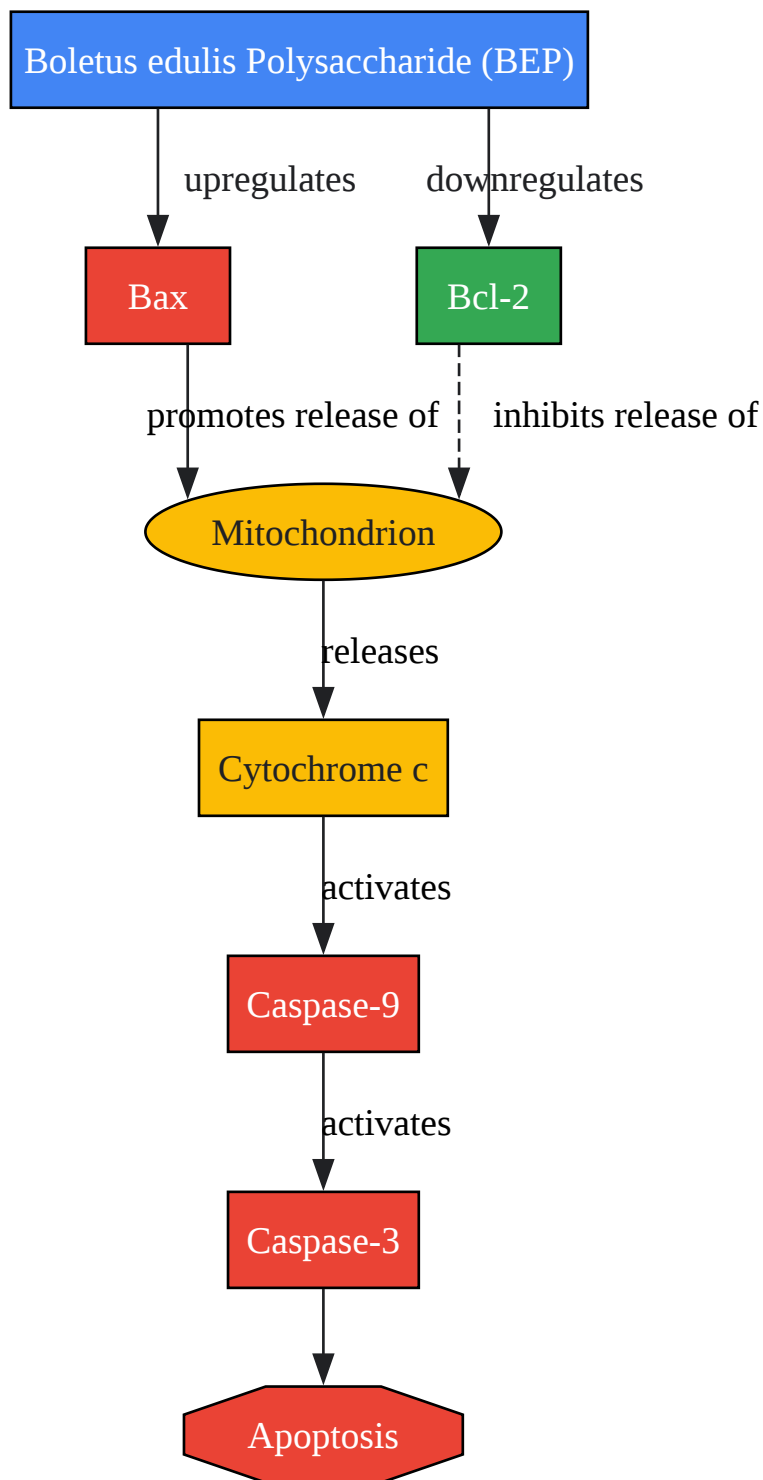 Boletus edulis Polysaccharide (BEP)
upregulates
downregulates
Bax
Bcl-2
promotes release of
inhibits release of
Mitochondrion
releases
Cytochrome c
activates
Caspase-9
activates
Caspase-3
Apoptosis